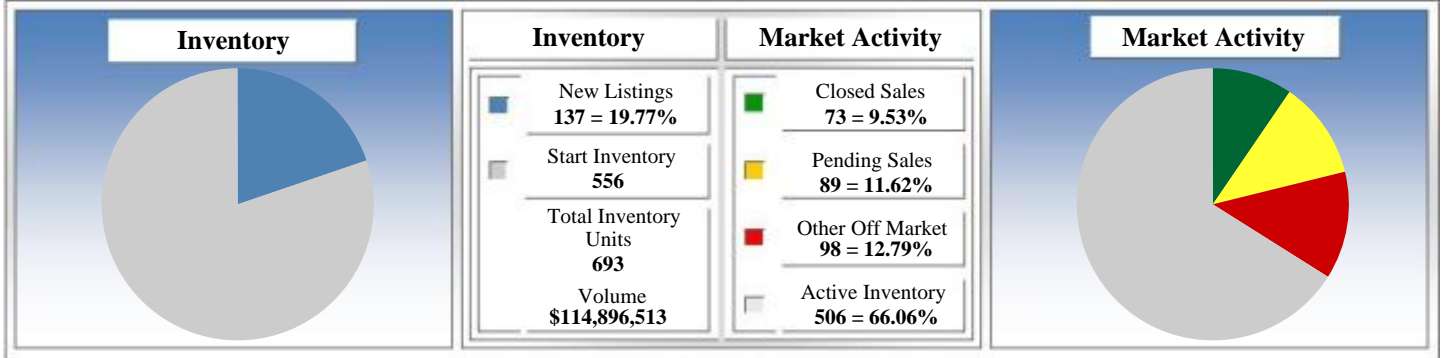 Inventory
Inventory
Market Activity
New Listings
137 = 19.77%
Start Inventory
556
Total Inventory
Units
693
Volume
$114,896,513
Closed Sales
73 = 9.53%
Pending Sales
89 = 11.62%
Other Off Market
98 = 12.79%
Active Inventory
506 = 66.06%
Market Activity